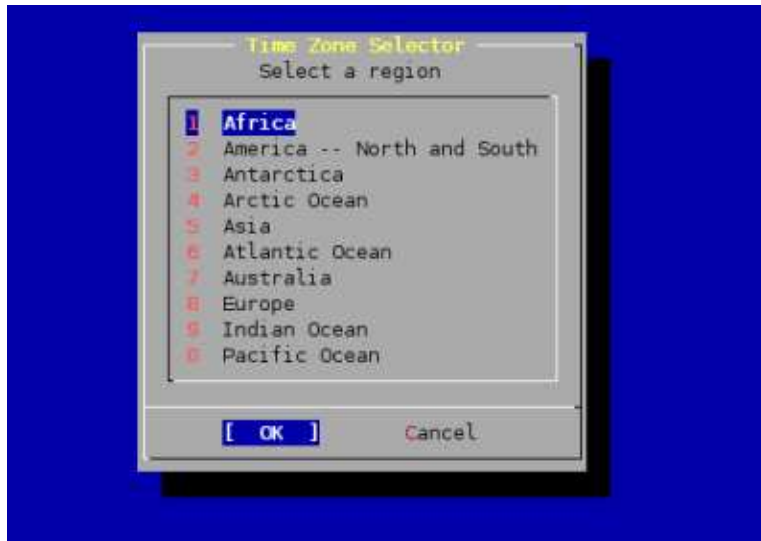 Time Zone Selector
Select a region
1 Africa
2 America -- North and South
3 Antarctica
4 Arctic Ocean
5 Asia
6 Atlantic Ocean
7 Australia
8 Europe
9 Indian Ocean
0 Pacific Ocean
[ OK ] Cancel